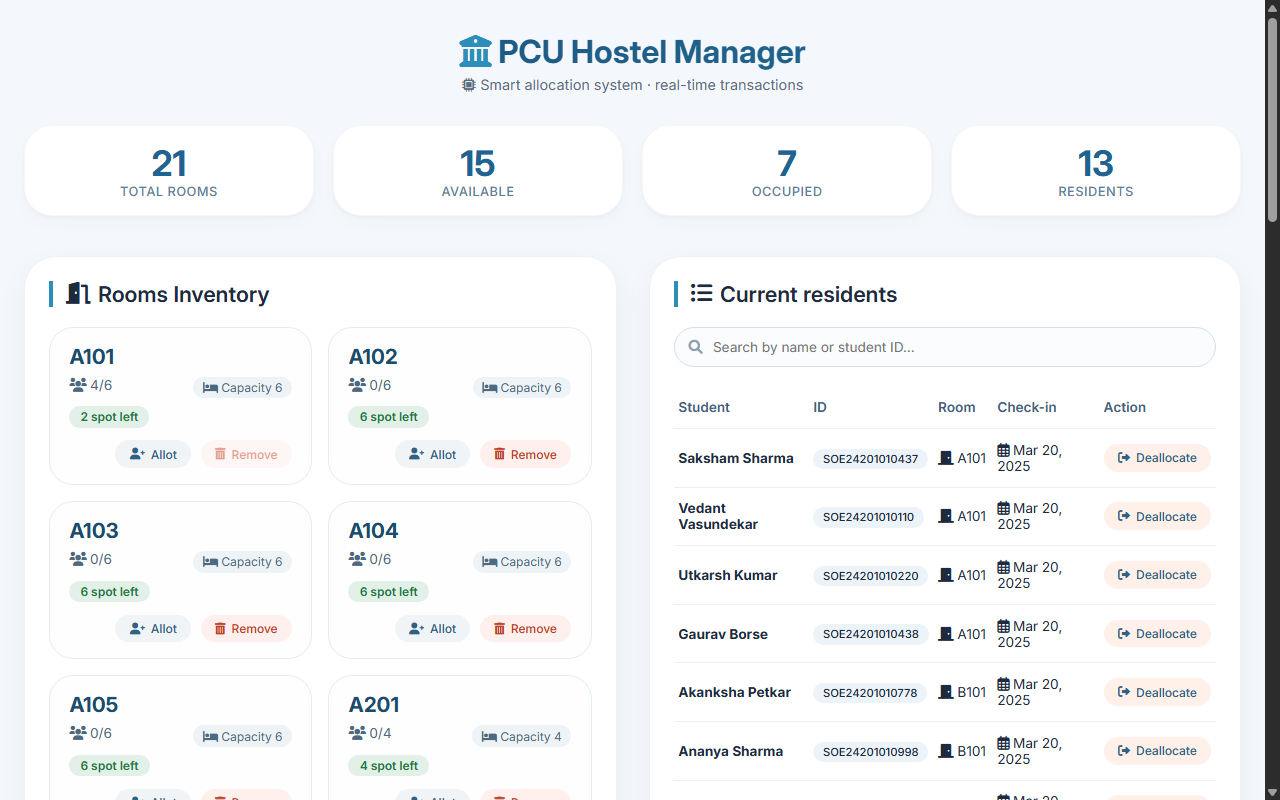 PCU Hostel Manager
Smart allocation system · real-time transactions
21
TOTAL ROOMS
15
AVAILABLE
7
OCCUPIED
13
RESIDENTS
Rooms Inventory
A101
4/6
Capacity 6
2 spot left
Allot
Remove
A102
0/6
Capacity 6
6 spot left
Allot
Remove
A103
0/6
Capacity 6
6 spot left
Allot
Remove
A104
0/6
Capacity 6
6 spot left
Allot
Remove
A105
0/6
Capacity 6
6 spot left
A201
0/4
Capacity 4
4 spot left
Current residents
Search by name or student ID...
Student ID Room Check-in Action
Saksham Sharma SOE24201010437 A101 Mar 20, 2025 Deallocate
Vedant Vasundekar SOE24201010110 A101 Mar 20, 2025 Deallocate
Utkarsh Kumar SOE24201010220 A101 Mar 20, 2025 Deallocate
Gaurav Borse SOE24201010438 A101 Mar 20, 2025 Deallocate
Akanksha Petkar SOE24201010778 B101 Mar 20, 2025 Deallocate
Ananya Sharma SOE24201010998 B101 Mar 20, 2025 Deallocate